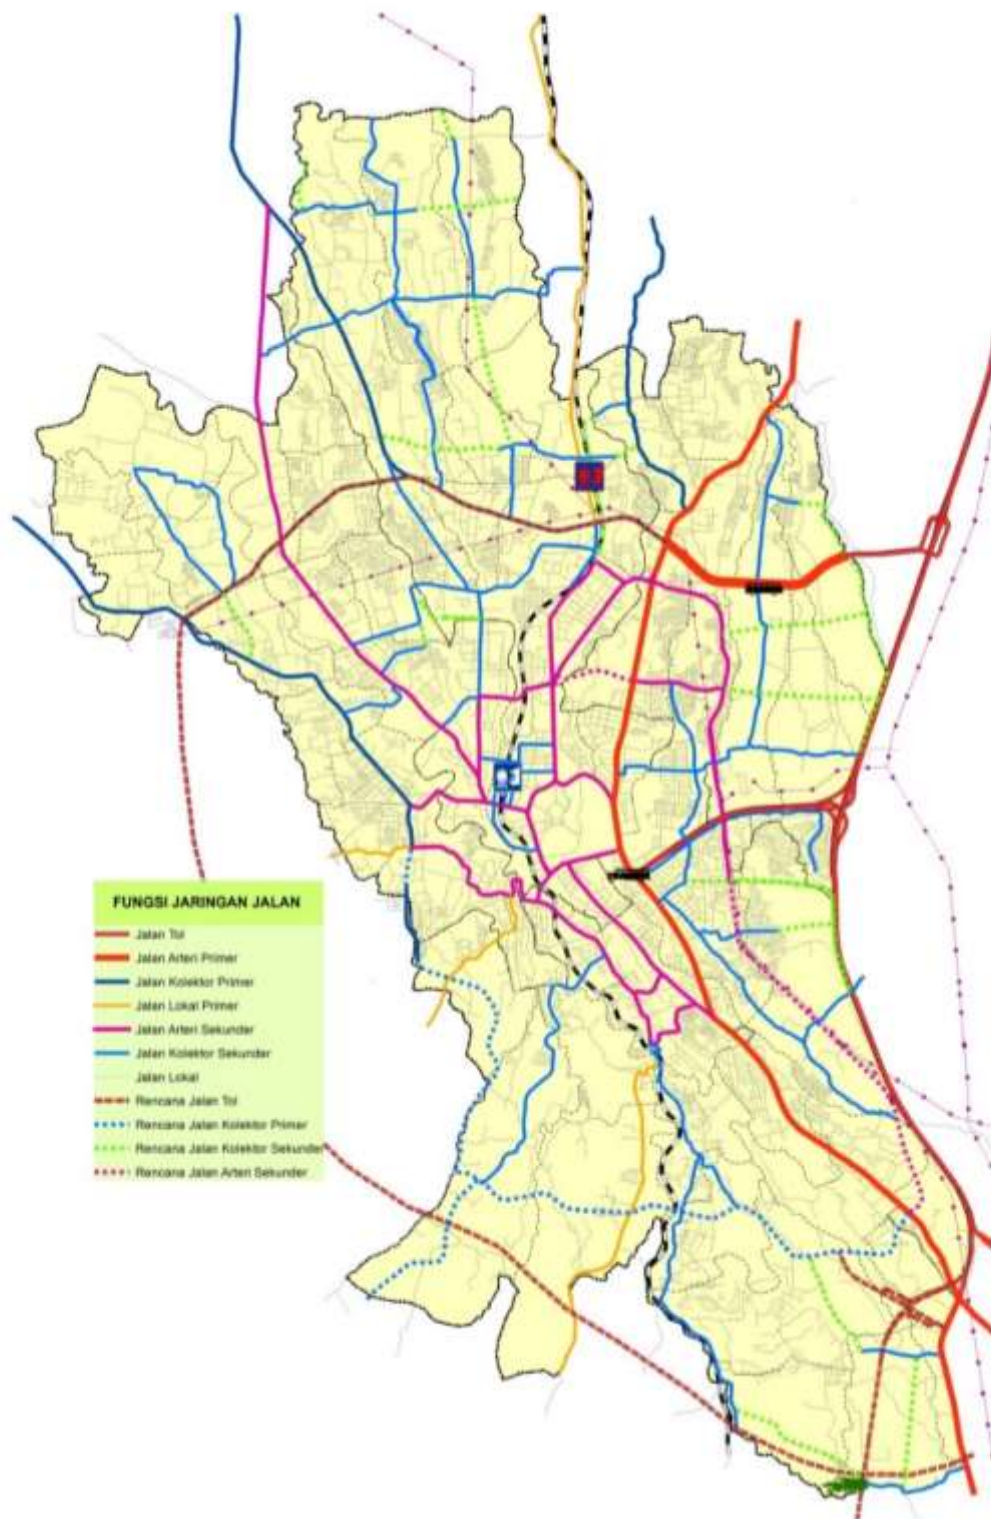 FUNGSI JARINGAN JALAN
Jalan Tol
Jalan Arteri Primer
Jalan Kolektor Primer
Jalan Lokal Primer
Jalan Arteri Sekunder
Jalan Kolektor Sekunder
Jalan Lokal
Rencana Jalan Tol
Rencana Jalan Kolektor Primer
Rencana Jalan Kolektor Sekunder
Rencana Jalan Arteri Sekunder